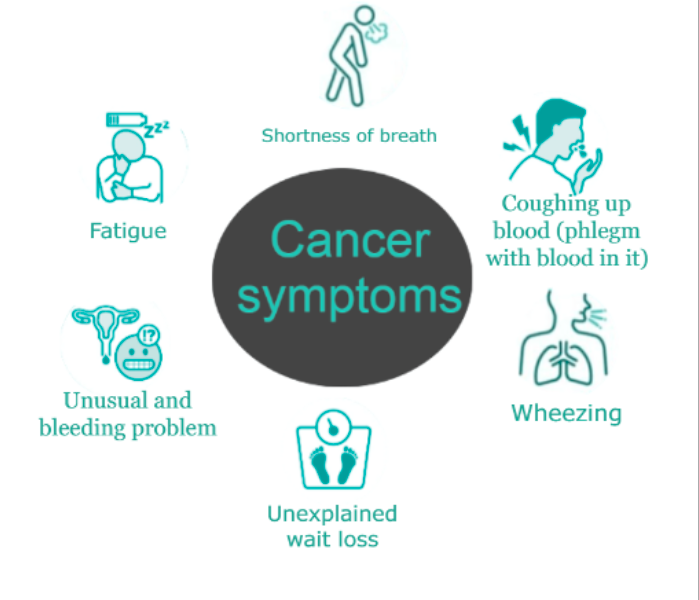 Shortness of breath
zzz
Fatigue
Coughing up
blood (phlegm
with blood in it)
Cancer
symptoms
!?
Unusual and
bleeding problem
Wheezing
Unexplained
wait loss